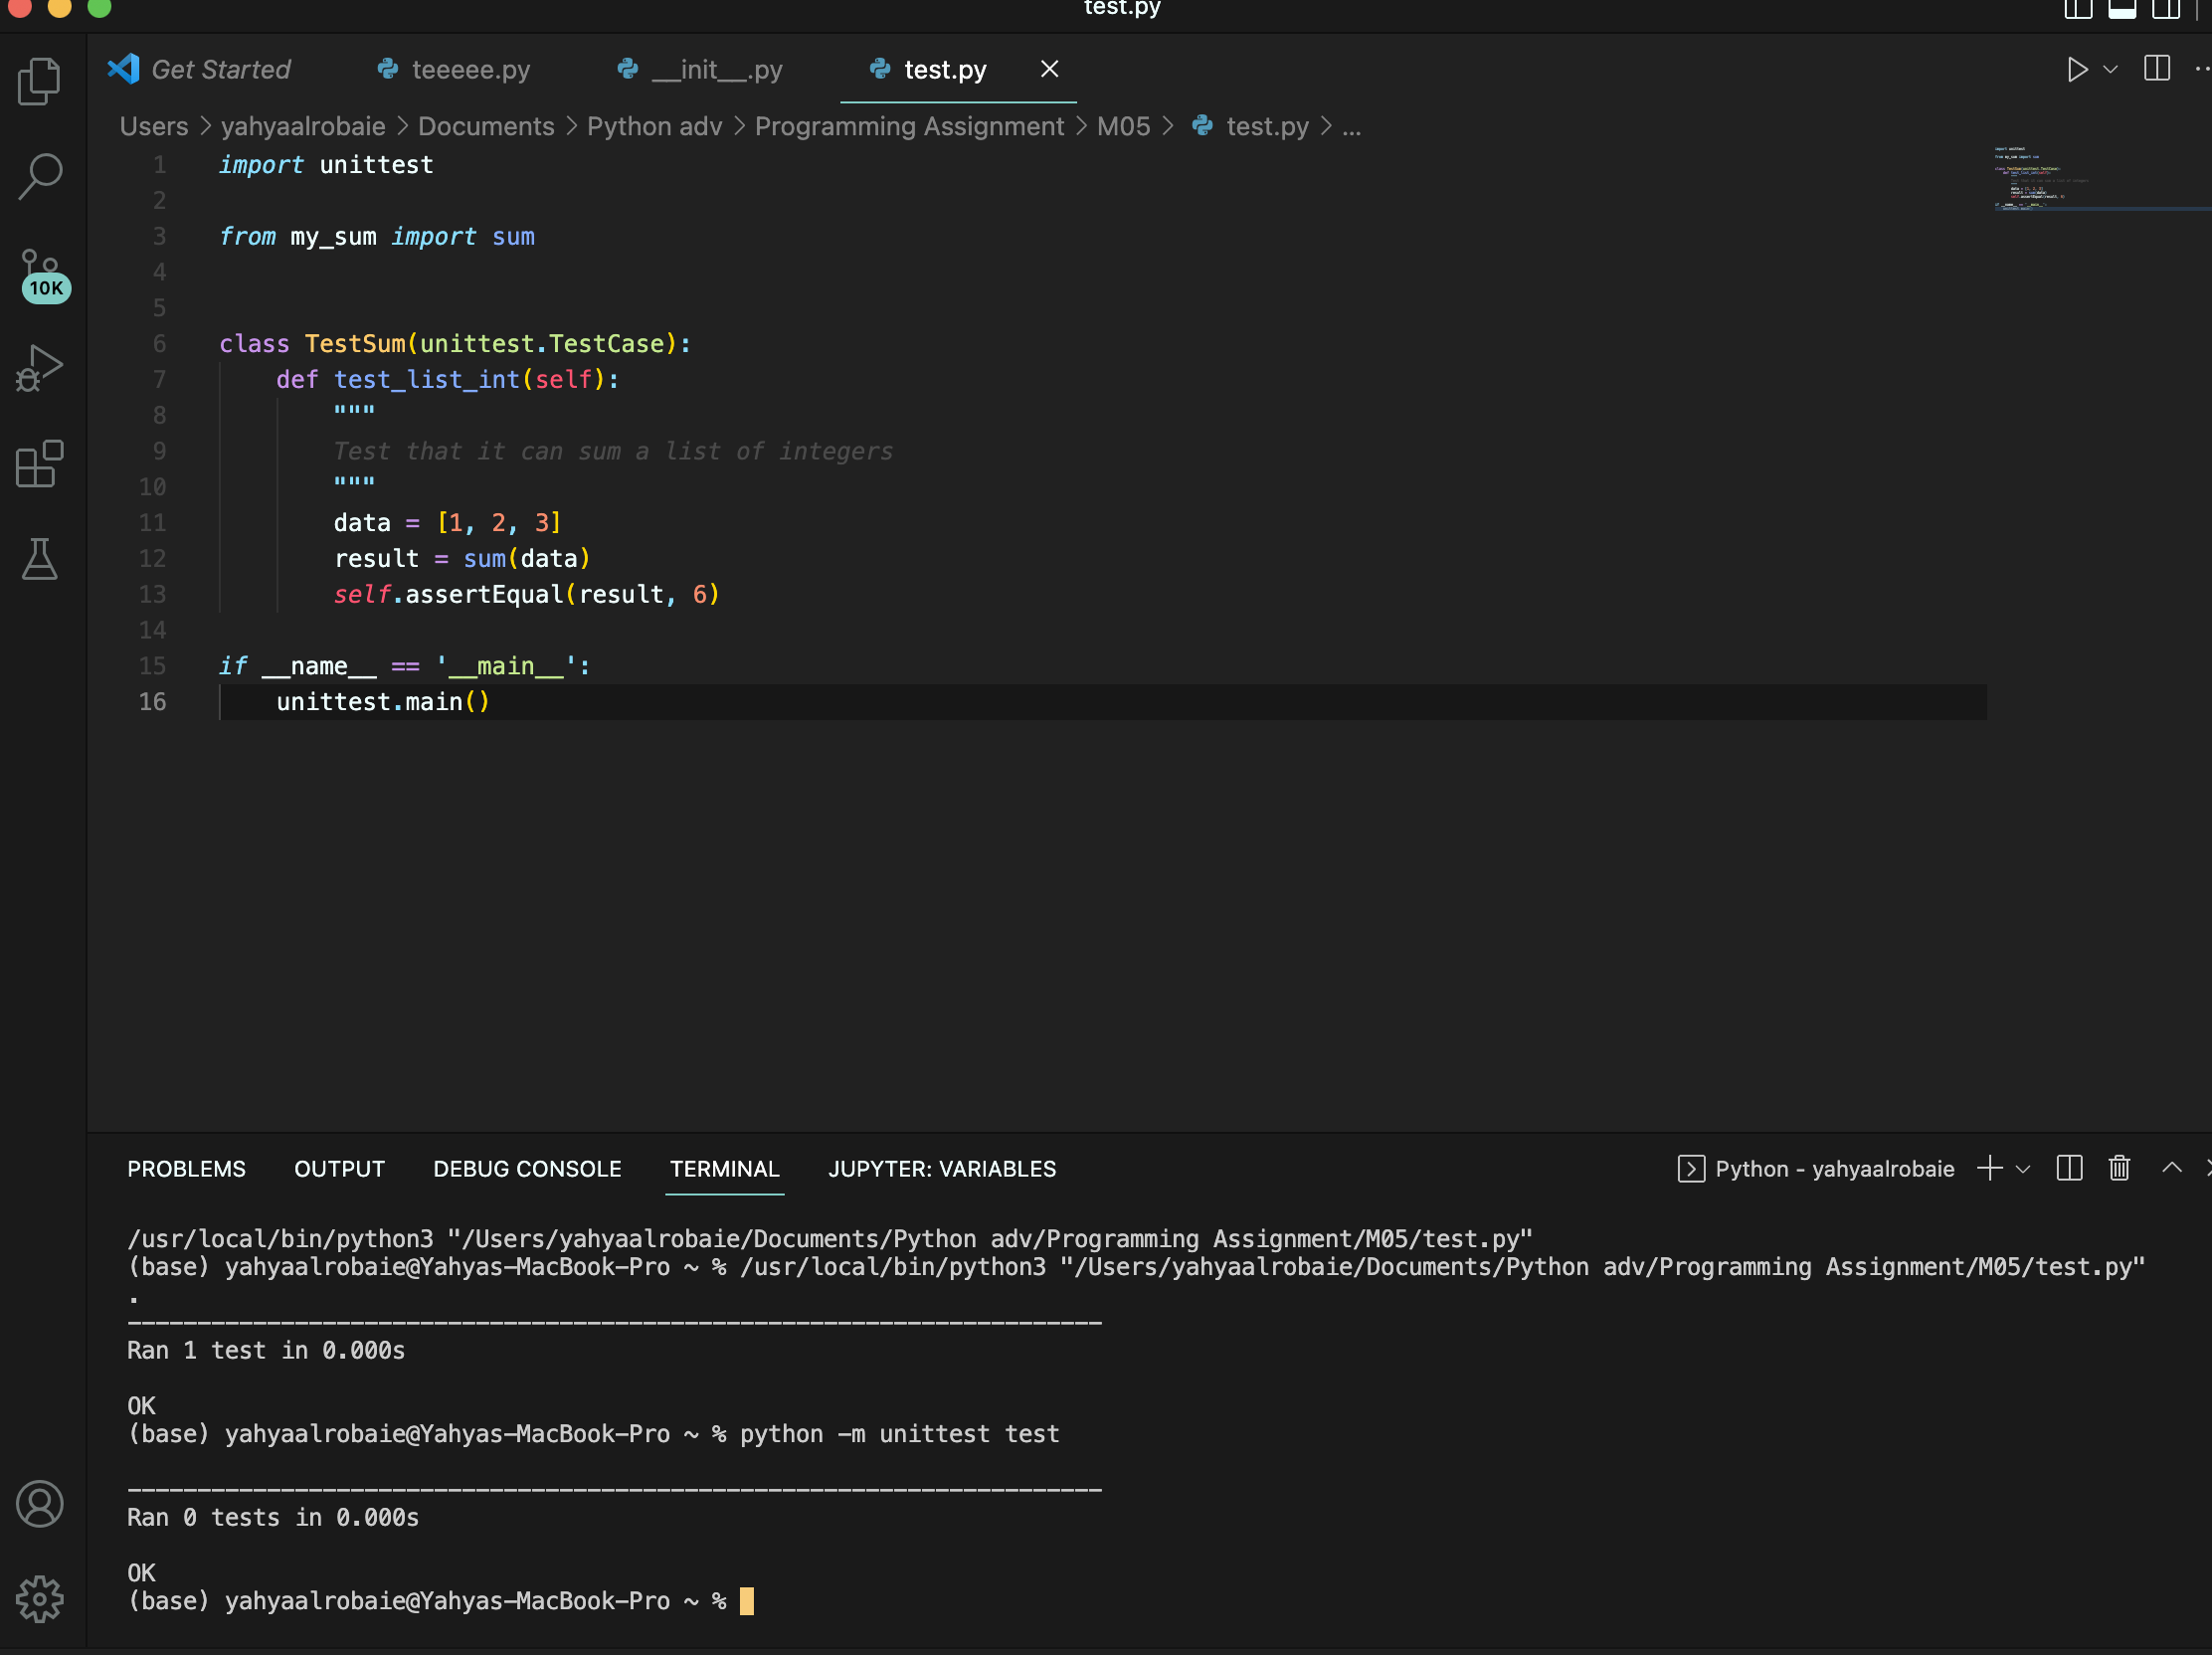 test.py
Get Started teeeee.py __init__.py test.py
Users > yahyaalrobaie > Documents > Python adv > Programming Assignment > M05 > test.py > ...
10K
1 import unittest
2
3 from my_sum import sum
4
5
6 class TestSum(unittest.TestCase):
7     def test_list_int(self):
8         """
9         Test that it can sum a list of integers
10         """
11         data = [1, 2, 3]
12         result = sum(data)
13         self.assertEqual(result, 6)
14
15 if __name__ == '__main__':
16     unittest.main()
PROBLEMS OUTPUT DEBUG CONSOLE TERMINAL JUPYTER: VARIABLES Python - yahyaalrobaie
/usr/local/bin/python3 "/Users/yahyaalrobaie/Documents/Python adv/Programming Assignment/M05/test.py"
(base) yahyaalrobaie@Yahyas-MacBook-Pro ~ % /usr/local/bin/python3 "/Users/yahyaalrobaie/Documents/Python adv/Programming Assignment/M05/test.py"
.
----------------------------------------------------------------------
Ran 1 test in 0.000s

OK
(base) yahyaalrobaie@Yahyas-MacBook-Pro ~ % python -m unittest test

----------------------------------------------------------------------
Ran 0 tests in 0.000s

OK
(base) yahyaalrobaie@Yahyas-MacBook-Pro ~ %